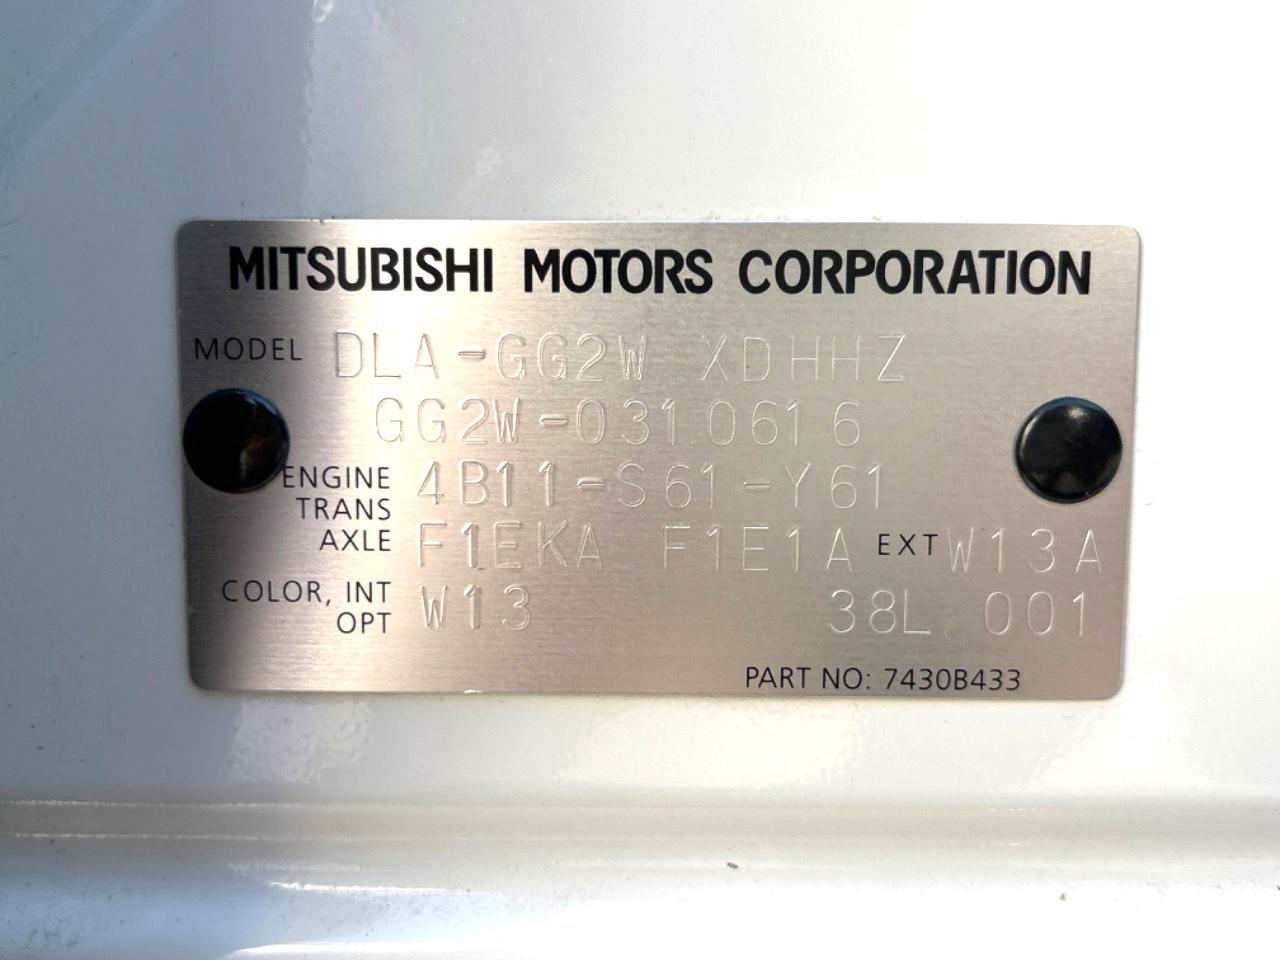 MITSUBISHI MOTORS CORPORATION
MODEL DLA-GG2W XDHHZ
GG2W-0310616
ENGINE 4B11-S61-Y61
TRANS
AXLE F1EKA F1E1A EXT W13A
COLOR, INT W13 38L 001
OPT
PART NO: 7430B433